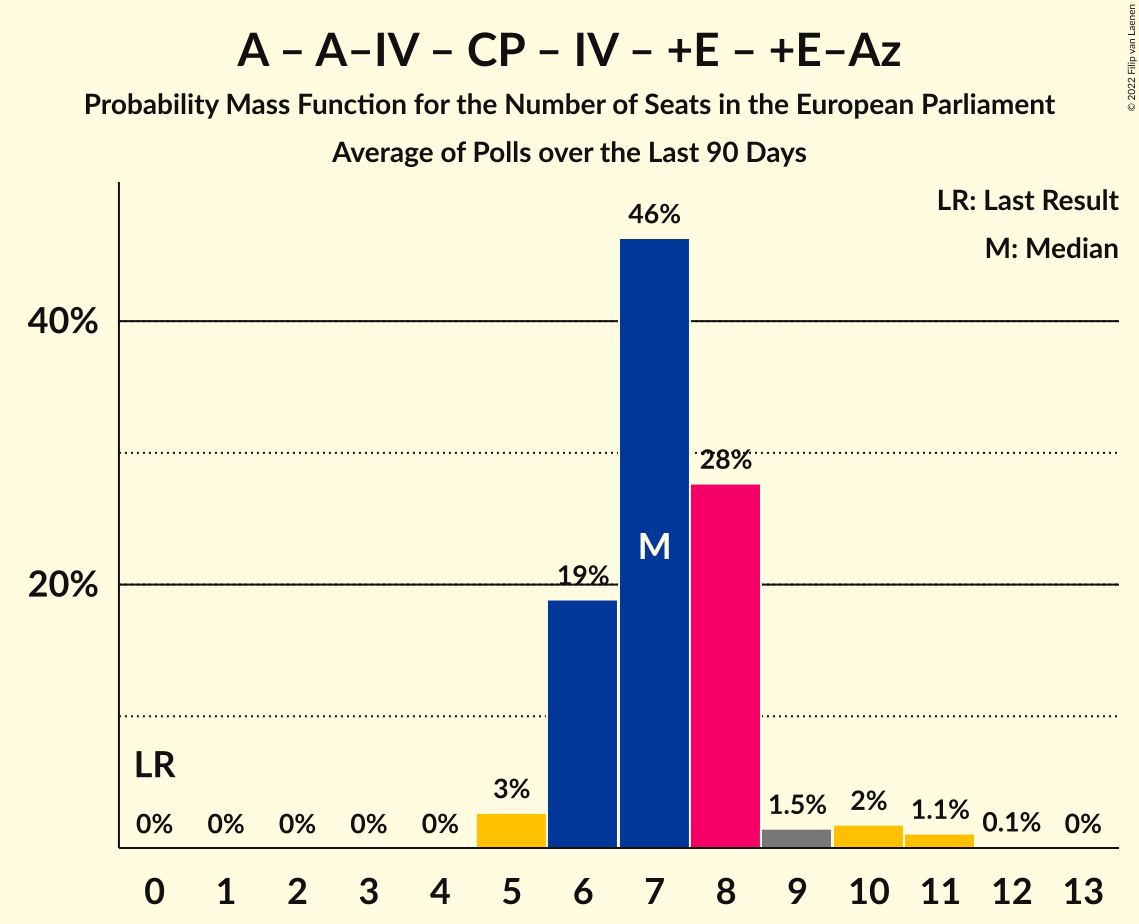 A – A–IV – CP – IV – +E – +E–Az
Probability Mass Function for the Number of Seats in the European Parliament
Average of Polls over the Last 90 Days
© 2022 Filip van Laenen
LR: Last Result
M: Median
46%
40%
28%
M
20%
19%
LR
0% 0% 0% 0% 0% 3% 1.5% 2% 1.1% 0.1% 0%
0 1 2 3 4 5 6 7 8 9 10 11 12 13